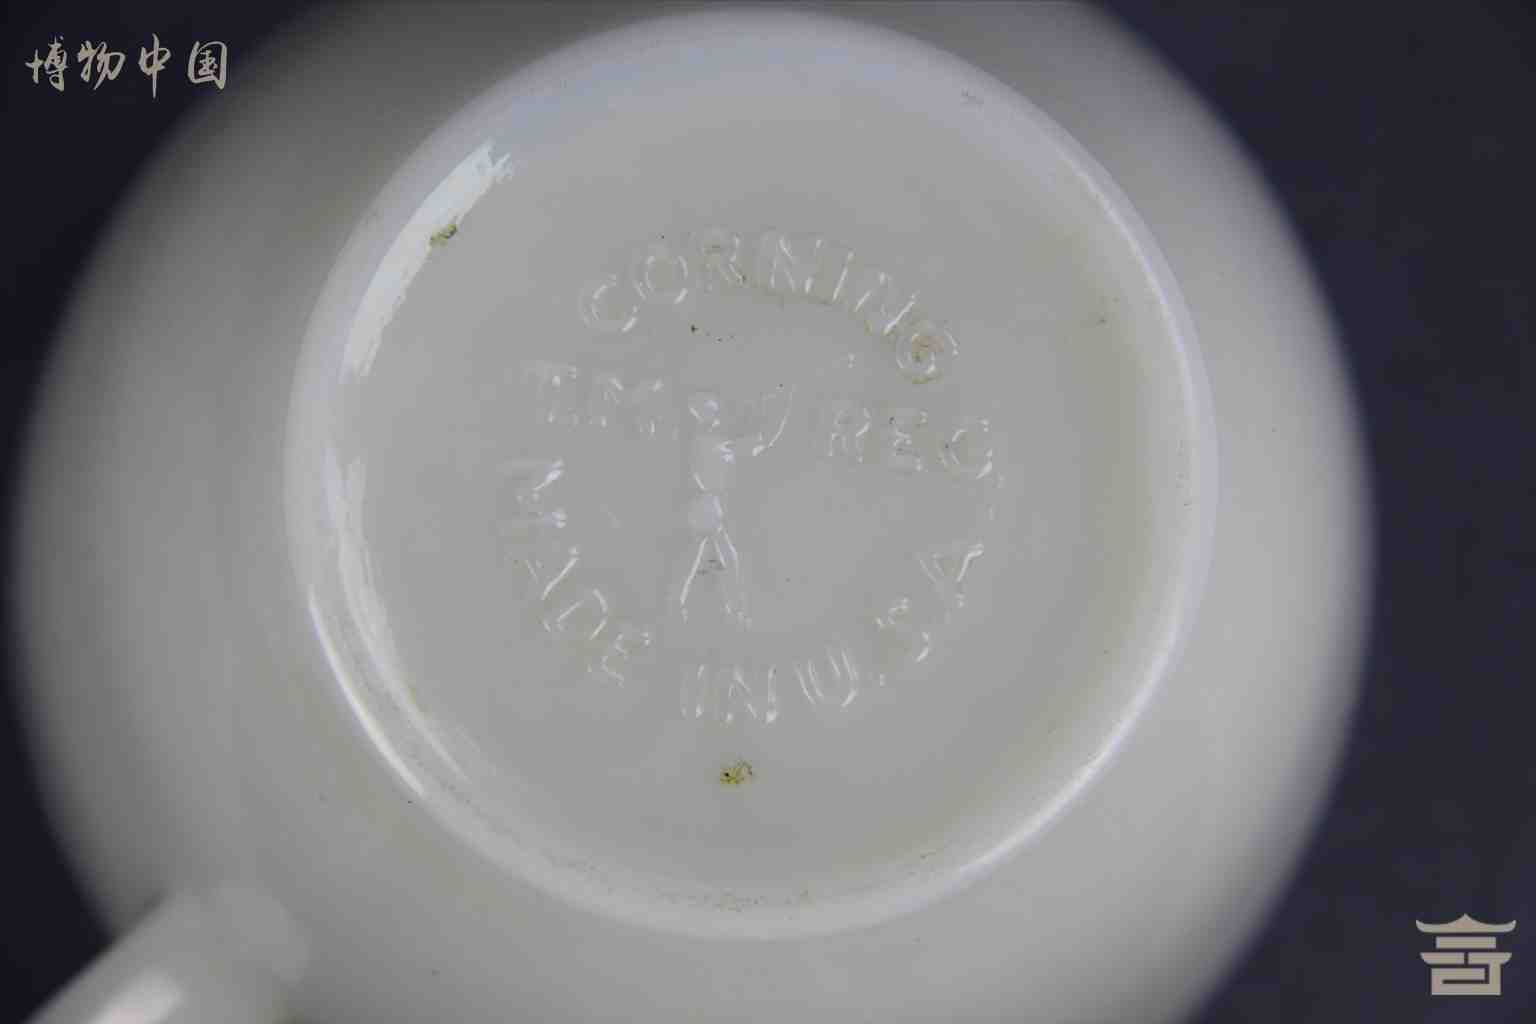 博物中国
CORNING
T.M. REG.
MADE IN U.S.A